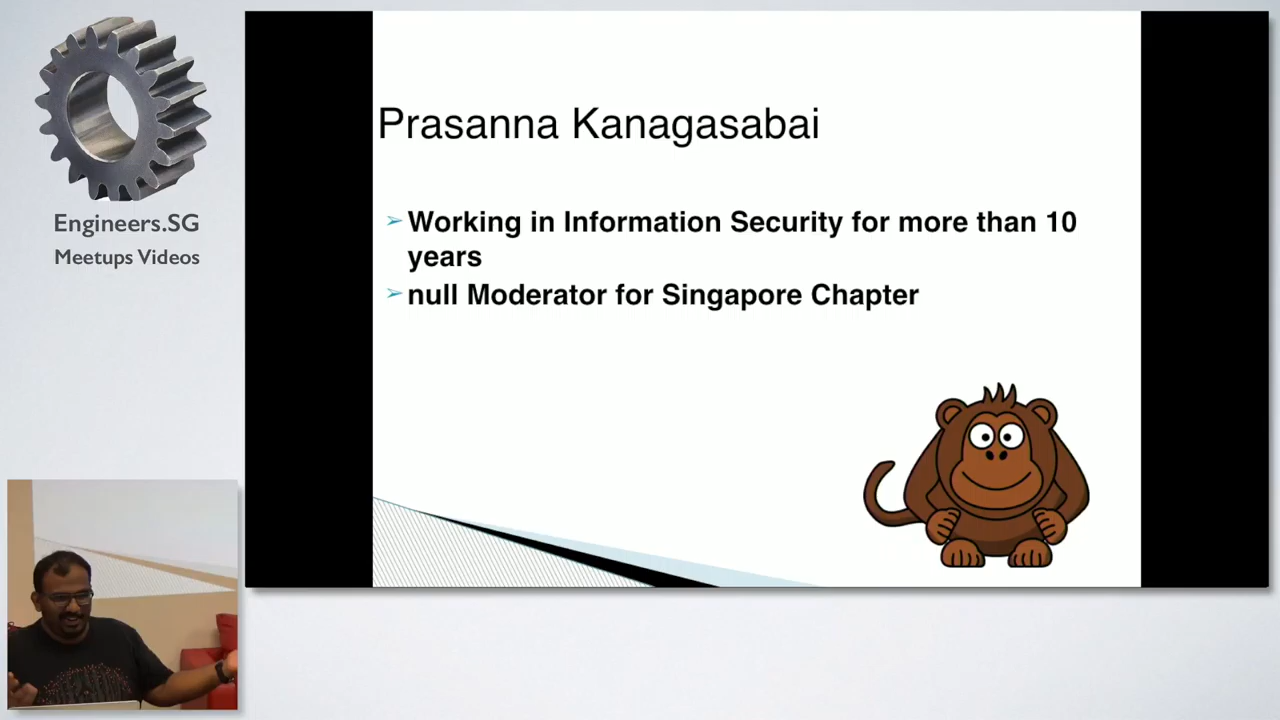 Engineers.SG
Meetups Videos
Prasanna Kanagasabai
➢ Working in Information Security for more than 10
years
➢ null Moderator for Singapore Chapter